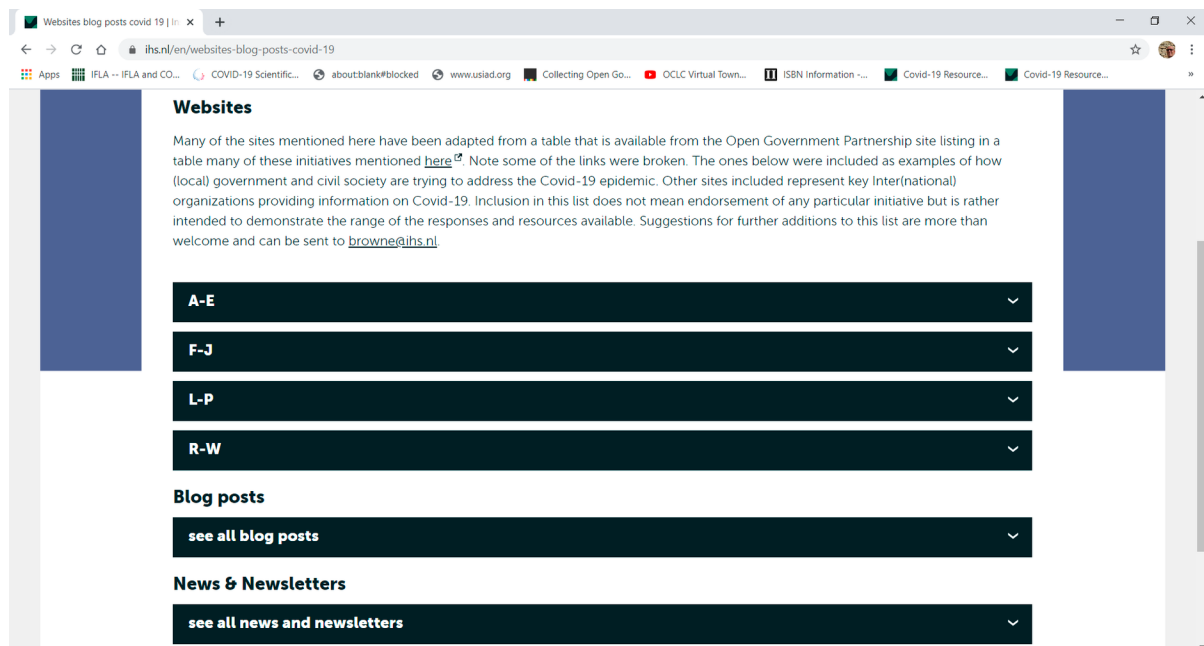 Websites blog posts covid 19 | In
ihs.nl/en/websites-blog-posts-covid-19
Apps IFLA -- IFLA and CO... COVID-19 Scientific... about:blank#blocked www.usiad.org Collecting Open Go... OCLC Virtual Town... ISBN Information -... Covid-19 Resource... Covid-19 Resource... »
Websites
Many of the sites mentioned here have been adapted from a table that is available from the Open Government Partnership site listing in a
table many of these initiatives mentioned here. Note some of the links were broken. The ones below were included as examples of how
(local) government and civil society are trying to address the Covid-19 epidemic. Other sites included represent key Inter(national)
organizations providing information on Covid-19. Inclusion in this list does not mean endorsement of any particular initiative but is rather
intended to demonstrate the range of the responses and resources available. Suggestions for further additions to this list are more than
welcome and can be sent to browne@ihs.nl.
A-E
F-J
L-P
R-W
Blog posts
see all blog posts
News & Newsletters
see all news and newsletters